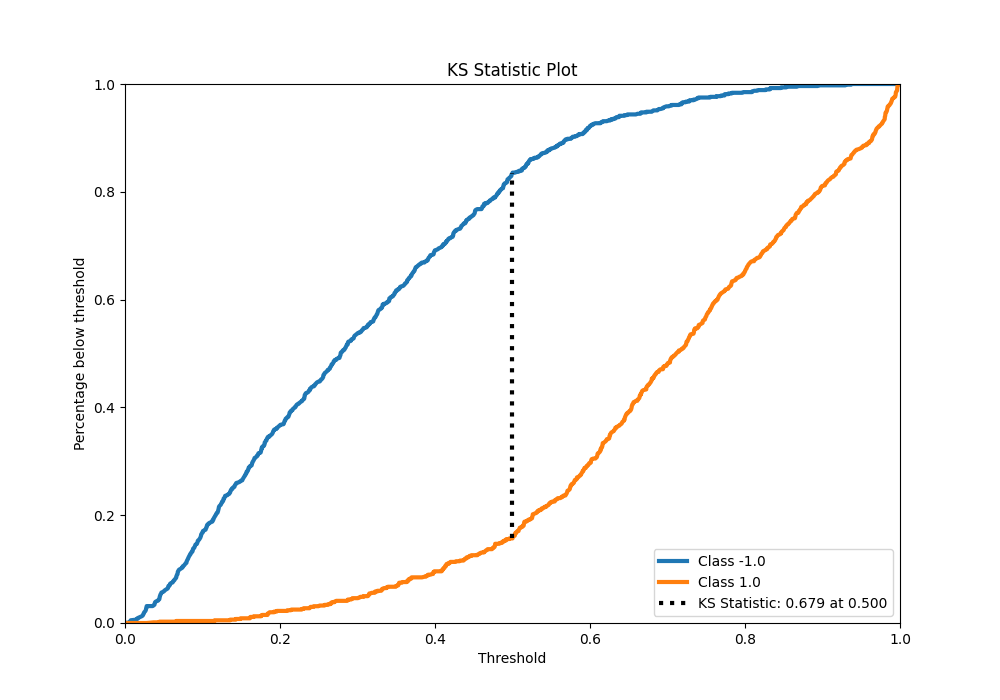 KS Statistic Plot
1.0
0.8
0.6
0.4
0.2
0.0
Percentage below threshold
0.0 0.2 0.4 0.6 0.8 1.0
Threshold
Class -1.0
Class 1.0
KS Statistic: 0.679 at 0.500